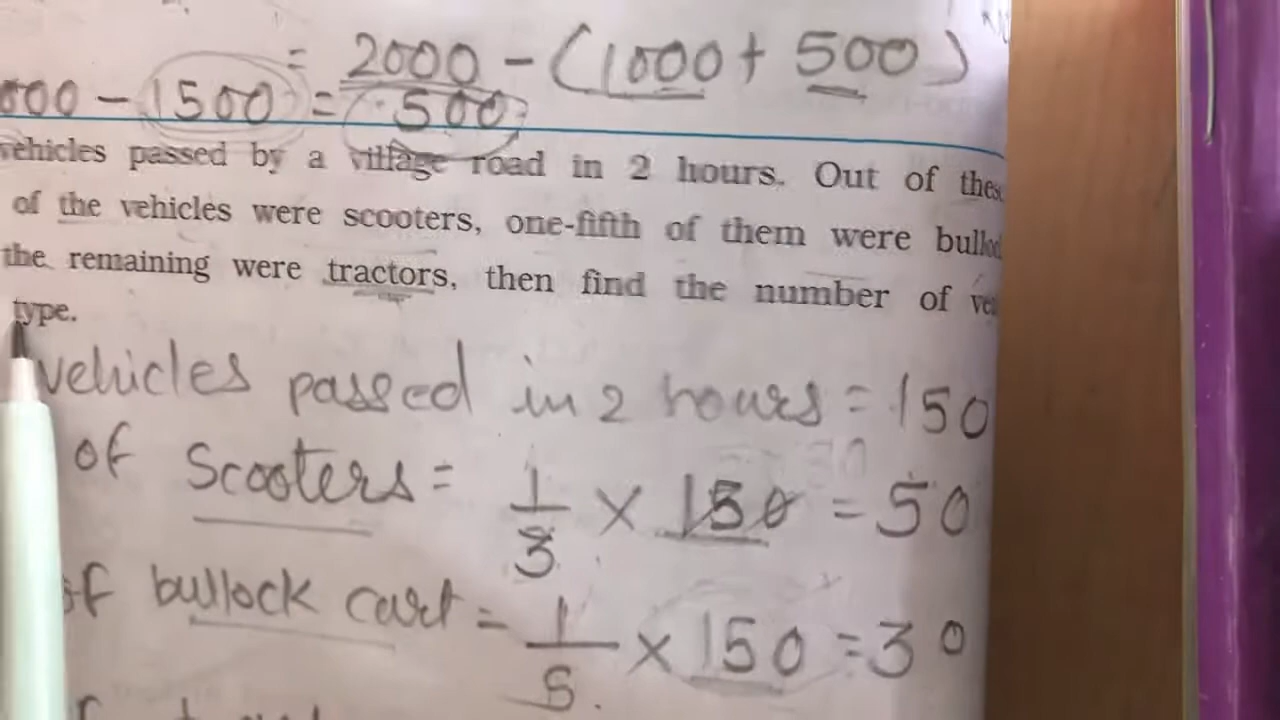 = 2000 - (1000 + 500)
000 - 1500 = 500
vehicles passed by a village road in 2 hours. Out of these
of the vehicles were scooters, one-fifth of them were bullock
the remaining were tractors, then find the number of
type.
vehicles passed in 2 hours = 150
of Scooters = 1/3 × 150 = 50
of bullock cart = 1/5 × 150 = 30